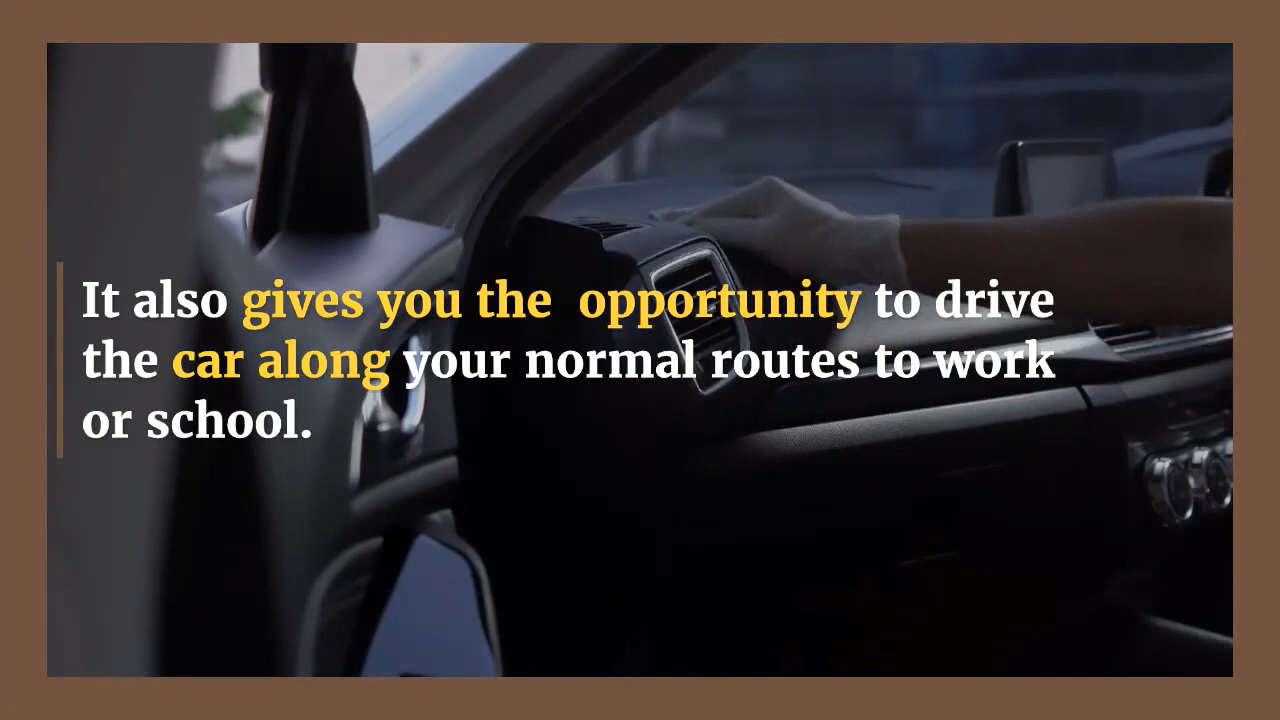 It also gives you the  opportunity to drive
the car along your normal routes to work
or school.